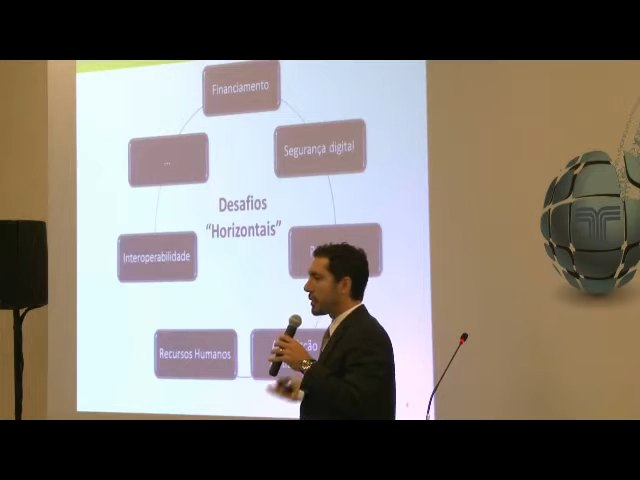 Financiamento
Segurança digital
...
Desafios
"Horizontais"
Interoperabilidade
Recursos Humanos